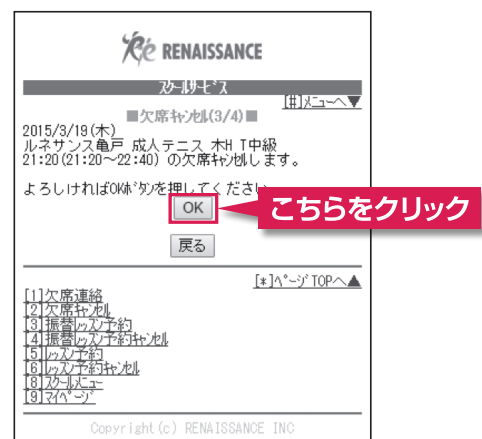 Ré RENAISSANCE
ｽｸｰﾙｻｰﾋﾞｽ
[#]ﾒﾆｭｰへ▼
■欠席ｷｬﾝｾﾙ(3/4)■
2015/3/19(木)
ルネサンス亀戸 成人テニス 木H T中級
21:20(21:20～22:40) の欠席ｷｬﾝｾﾙします。
よろしければOKﾎﾞﾀﾝを押してください
OK
こちらをクリック
戻る
[*]ﾍﾟｰｼﾞTOPへ▲
[1]欠席連絡
[2]欠席ｷｬﾝｾﾙ
[3]振替ﾚｯｽﾝ予約
[4]振替ﾚｯｽﾝ予約ｷｬﾝｾﾙ
[5]ﾚｯｽﾝ予約
[6]ﾚｯｽﾝ予約ｷｬﾝｾﾙ
[8]ｽｸｰﾙﾒﾆｭｰ
[9]ﾏｲﾍﾟｰｼﾞ
Copyright(c) RENAISSANCE INC